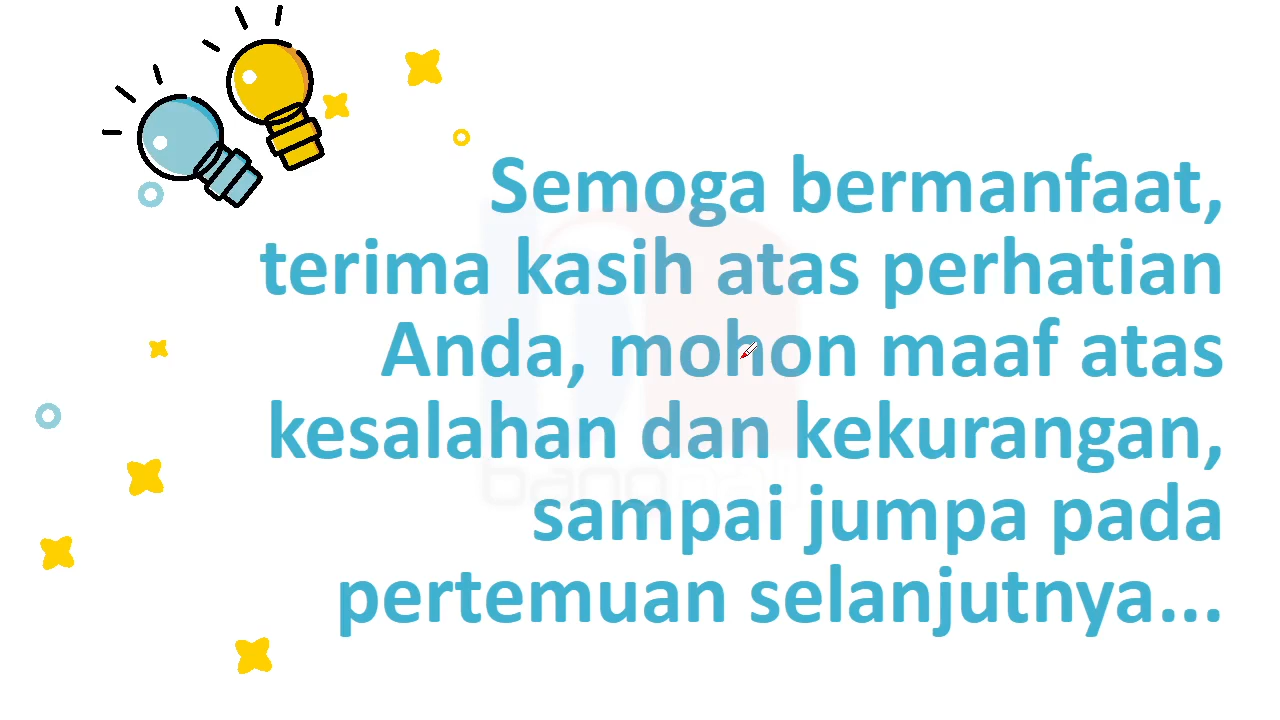 Semoga bermanfaat,
terima kasih atas perhatian
Anda, mohon maaf atas
kesalahan dan kekurangan,
sampai jumpa pada
pertemuan selanjutnya...